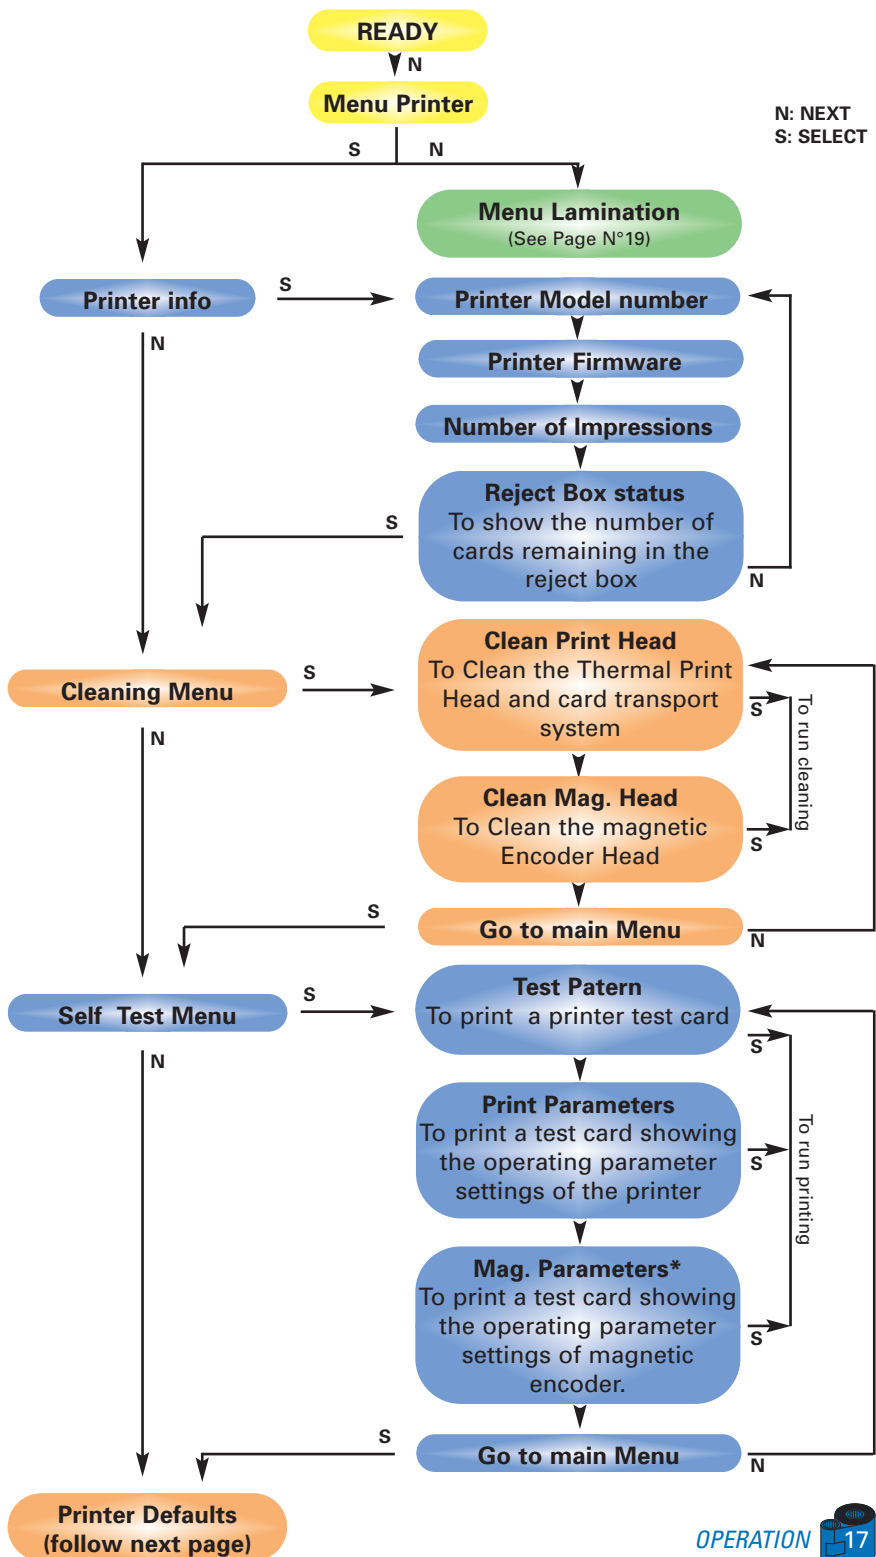 READY
N
Menu Printer
N: NEXT
S: SELECT
S
N
Menu Lamination
(See Page N°19)
Printer info
S
Printer Model number
N
Printer Firmware
Number of Impressions
Reject Box status
To show the number of
cards remaining in the
reject box
S
N
Clean Print Head
To Clean the Thermal Print
Head and card transport
system
Cleaning Menu
S
S
To run cleaning
N
Clean Mag. Head
To Clean the magnetic
Encoder Head
S
S
Go to main Menu
N
Test Patern
To print a printer test card
Self Test Menu
S
S
N
Print Parameters
To print a test card showing
the operating parameter
settings of the printer
S
To run printing
Mag. Parameters*
To print a test card showing
the operating parameter
settings of magnetic
encoder.
S
S
Go to main Menu
N
Printer Defaults
(follow next page)
OPERATION 17